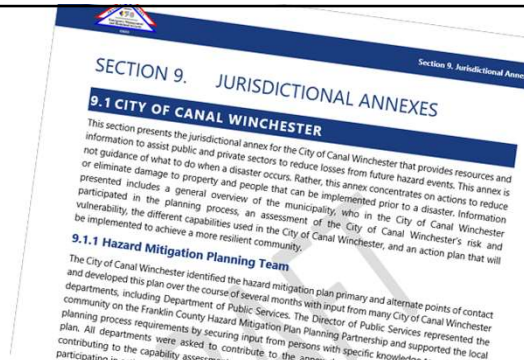 Section 9. Jurisdictional Anne
SECTION 9. JURISDICTIONAL ANNEXES
9.1 CITY OF CANAL WINCHESTER
This section presents the jurisdictional annex for the City of Canal Winchester that provides resources and
information to assist public and private sectors to reduce losses from future hazard events. This annex is
not guidance of what to do when a disaster occurs. Rather, this annex concentrates on actions to reduce
or eliminate damage to property and people that can be implemented prior to a disaster. Information
presented includes a general overview of the municipality, who in the City of Canal Winchester
participated in the planning process, an assessment of the City of Canal Winchester's risk and
vulnerability, the different capabilities used in the City of Canal Winchester, and an action plan that will
be implemented to achieve a more resilient community.
9.1.1 Hazard Mitigation Planning Team
The City of Canal Winchester identified the hazard mitigation plan primary and alternate points of contact
and developed this plan over the course of several months with input from many City of Canal Winchester
departments, including Department of Public Services. The Director of Public Services represented the
community on the Franklin County Hazard Mitigation Plan Planning Partnership and supported the local
planning process requirements by securing input from persons with specific knowledge
plan. All departments were asked to contribute to the
contributing to the capability
participating in